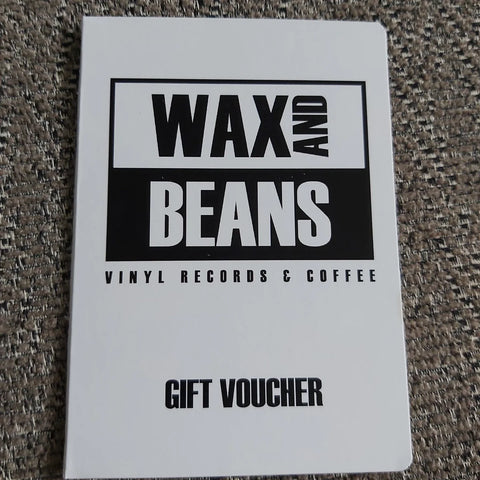 WAX AND
BEANS
VINYL RECORDS & COFFEE
GIFT VOUCHER